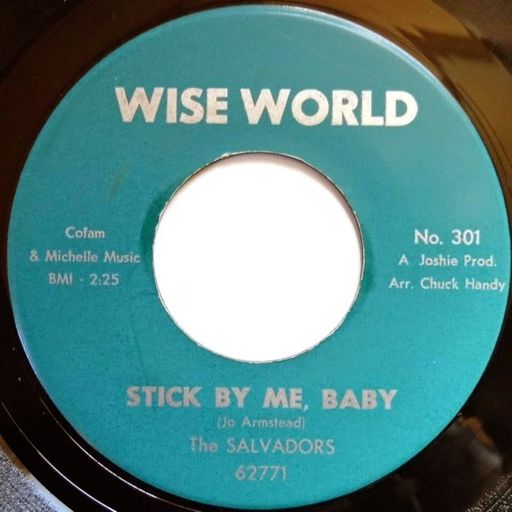 WISE WORLD
Cofam
& Michelle Music
BMI - 2:25
No. 301
A Joshie Prod.
Arr. Chuck Handy
STICK BY ME, BABY
(Jo Armstead)
The SALVADORS
62771